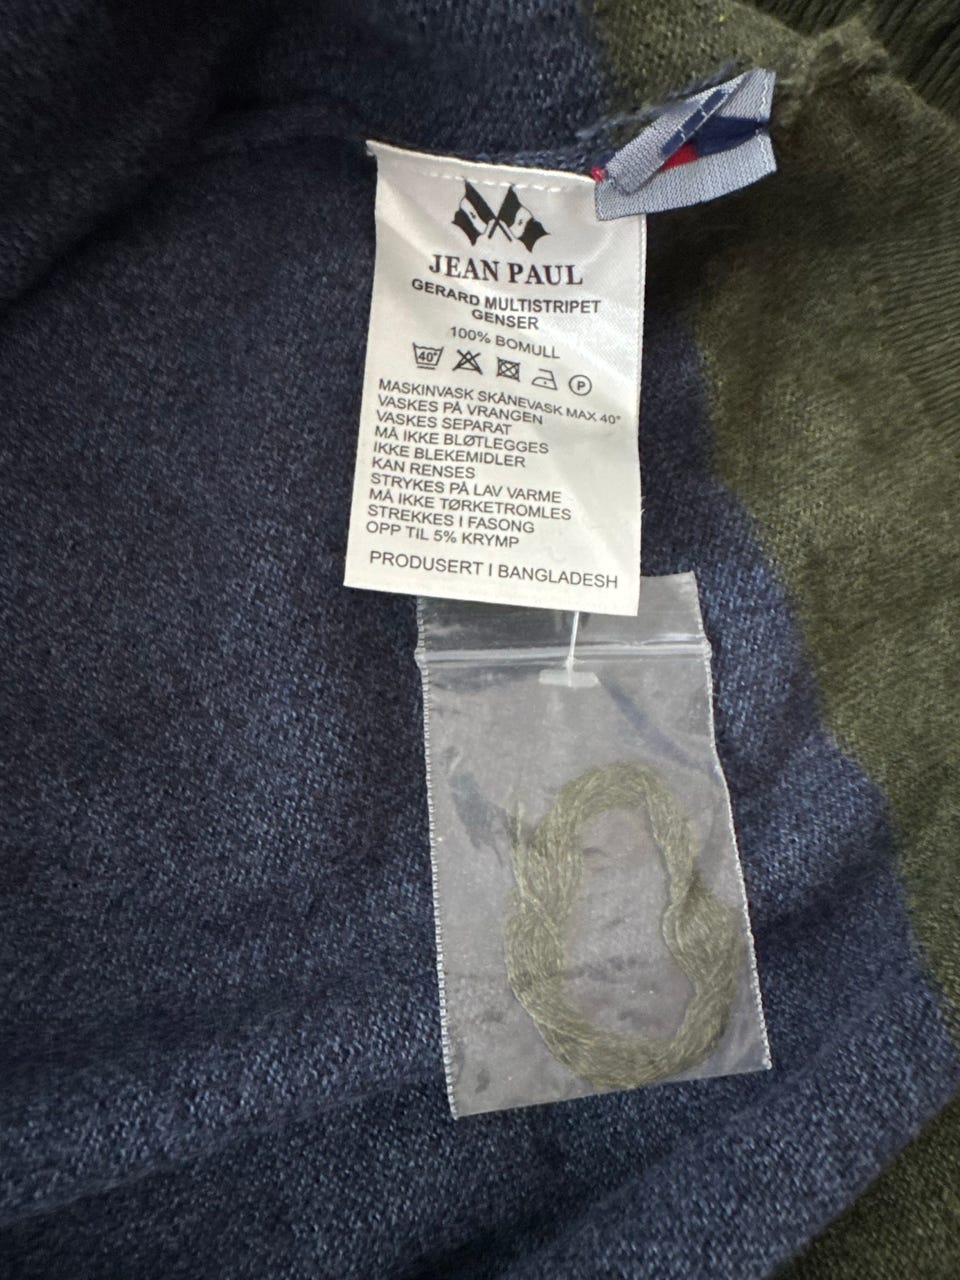 JEAN PAUL
GERARD MULTISTRIPET
GENSER
100% BOMULL
40°
P
MASKINVASK SKÅNEVASK MAX 40°
VASKES PÅ VRANGEN
VASKES SEPARAT
MÅ IKKE BLØTLEGGES
IKKE BLEKEMIDLER
KAN RENSES
STRYKES PÅ LAV VARME
MÅ IKKE TØRKETROMLES
STREKKES I FASONG
OPP TIL 5% KRYMP
PRODUSERT I BANGLADESH